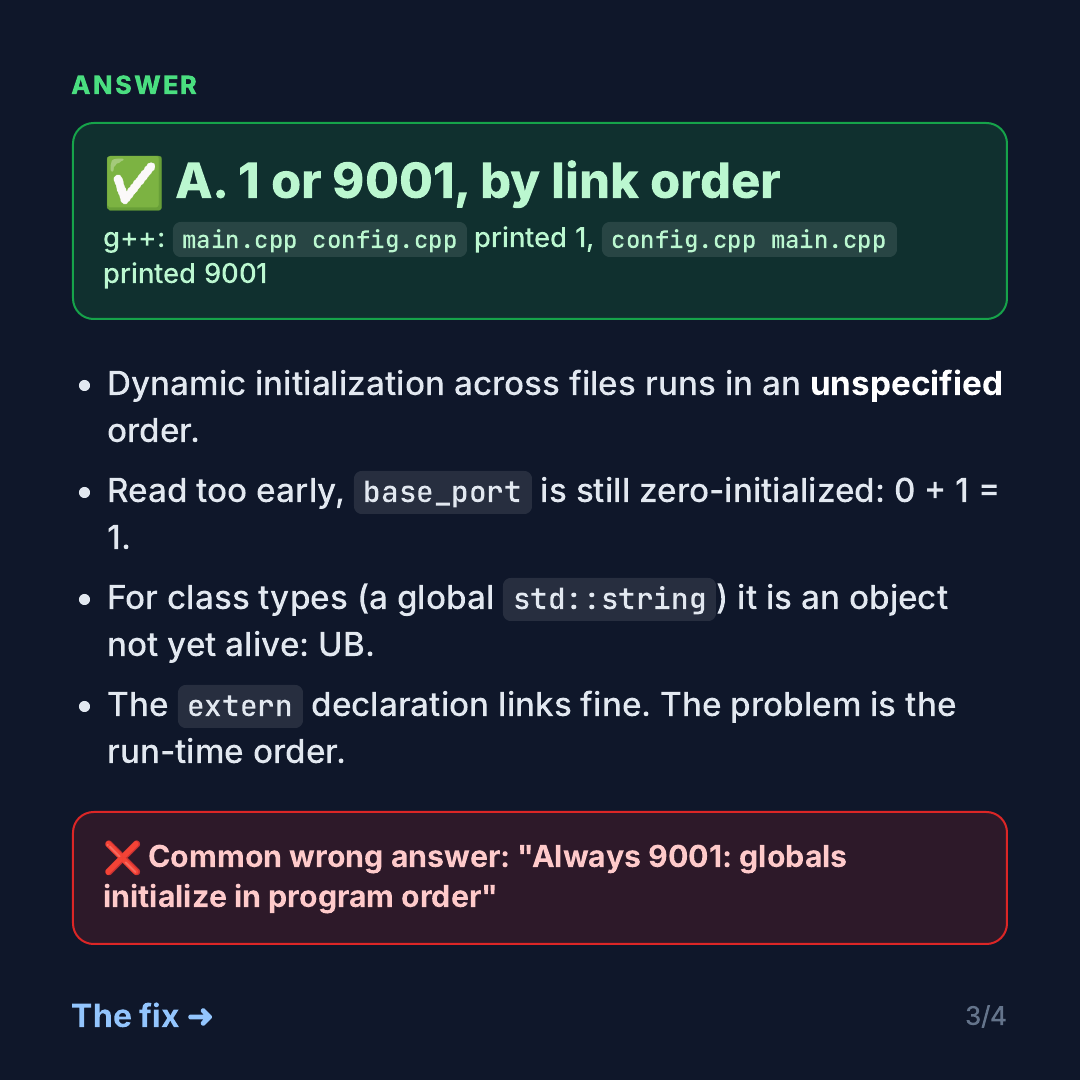 ANSWER
✅ A. 1 or 9001, by link order
g++: main.cpp config.cpp printed 1, config.cpp main.cpp
printed 9001
• Dynamic initialization across files runs in an unspecified
order.
• Read too early, base_port is still zero-initialized: 0 + 1 =
1.
• For class types (a global std::string) it is an object
not yet alive: UB.
• The extern declaration links fine. The problem is the
run-time order.
❌ Common wrong answer: "Always 9001: globals
initialize in program order"
The fix ➜
3/4